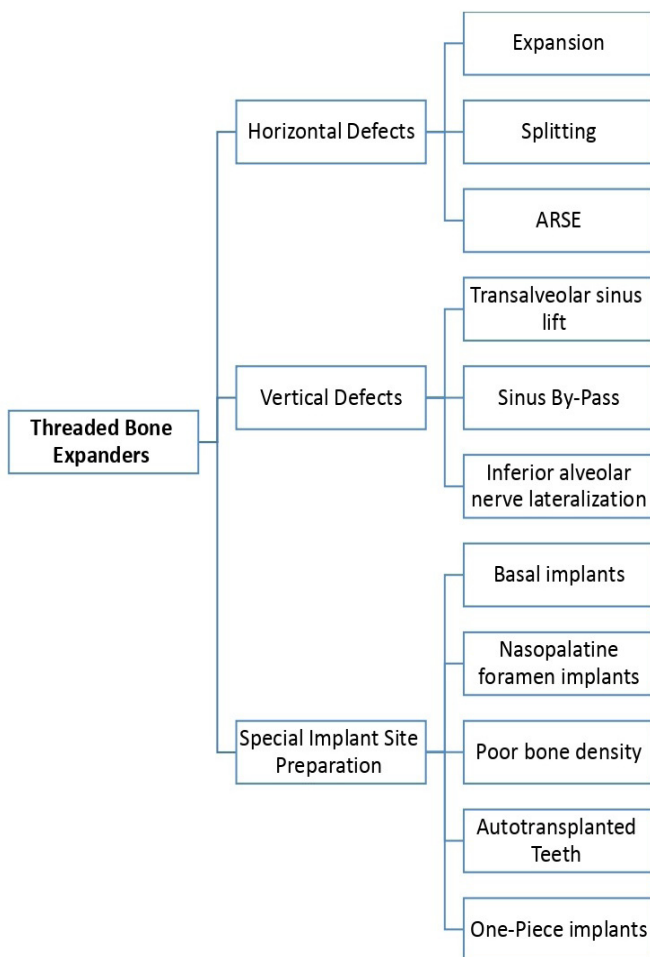 Threaded Bone
Expanders
Horizontal Defects
Expansion
Splitting
ARSE
Vertical Defects
Transalveolar sinus
lift
Sinus By-Pass
Inferior alveolar
nerve lateralization
Special Implant Site
Preparation
Basal implants
Nasopalatine
foramen implants
Poor bone density
Autotransplanted
Teeth
One-Piece implants